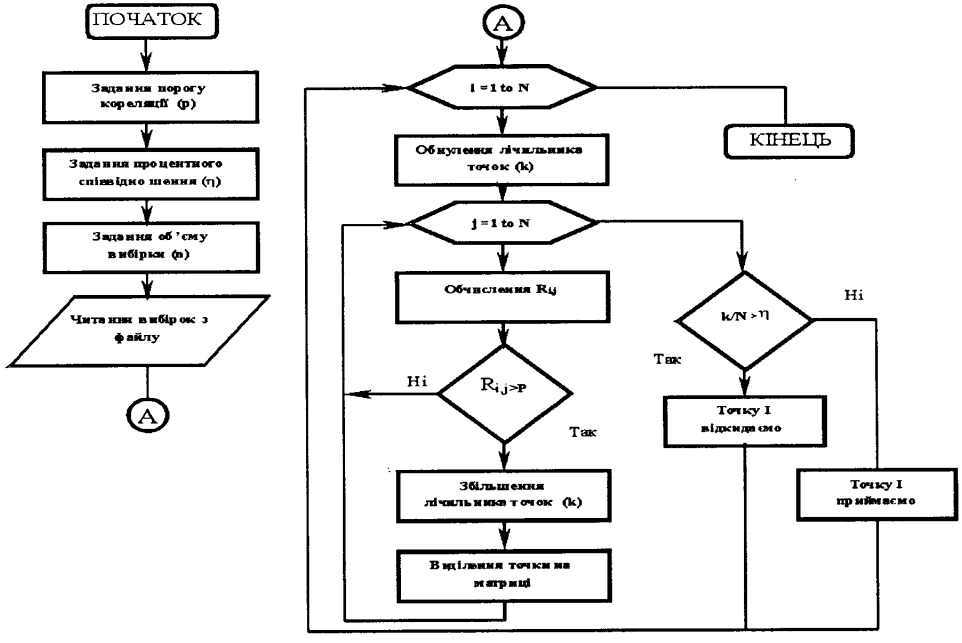 ПОЧАТОК
Задання порогу
кореляції (р)
Задання процентного
співвідношення (η)
Задання об'єму
вибірки (n)
Читання вибірок з
файлу
А
А
i =1 to N
КІНЕЦЬ
Обнулення лічильника
точок (k)
j =1 to N
Обчислення Rij
k/N>η
Ні
Так
Ri,j>P
Ні
Так
Точку І
відкидаємо
Збільшення
лічильника точок (k)
Точку І
приймаємо
Виділення точки на
матриці